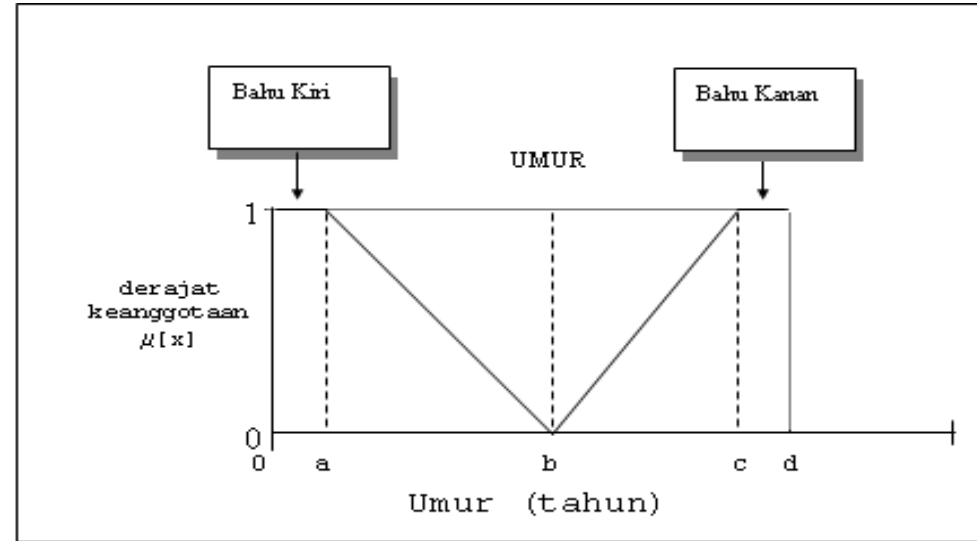 Bahu Kiri
Bahu Kanan
UMUR
1
derajat
keanggotaan
μ[x]
0
0 a b c d
Umur (tahun)